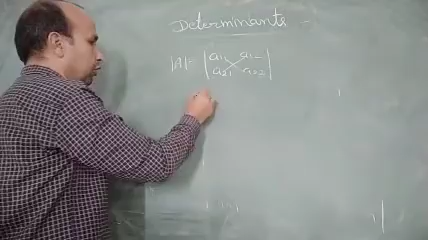 Determinants
|A| = | a11 a12 |
| a21 a22 |